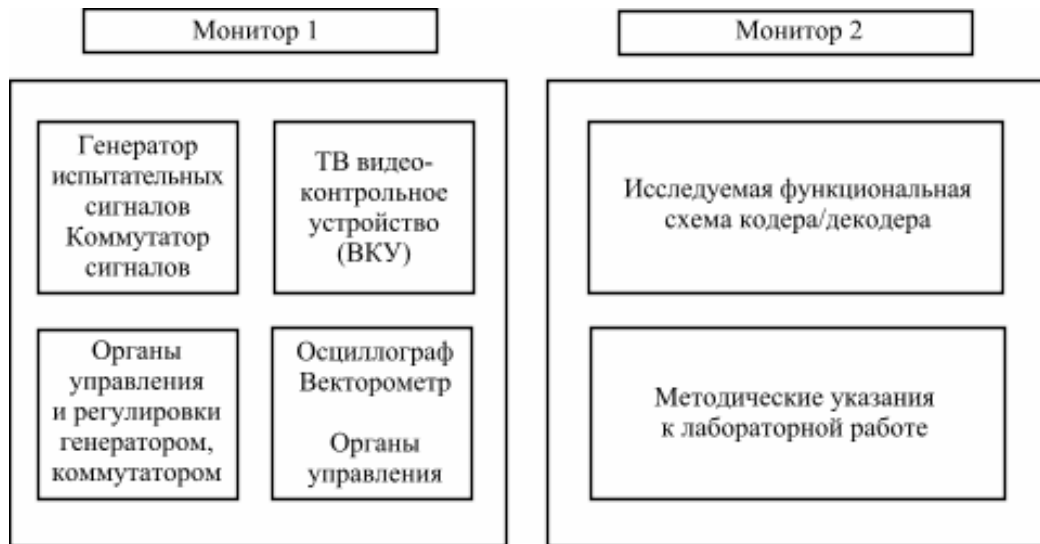 Монитор 1
Монитор 2
Генератор
испытательных
сигналов
Коммутатор
сигналов
ТВ видео-
контрольное
устройство
(ВКУ)
Исследуемая функциональная
схема кодера/декодера
Органы
управления
и регулировки
генератором,
коммутатором
Осциллограф
Векторометр
Органы
управления
Методические указания
к лабораторной работе